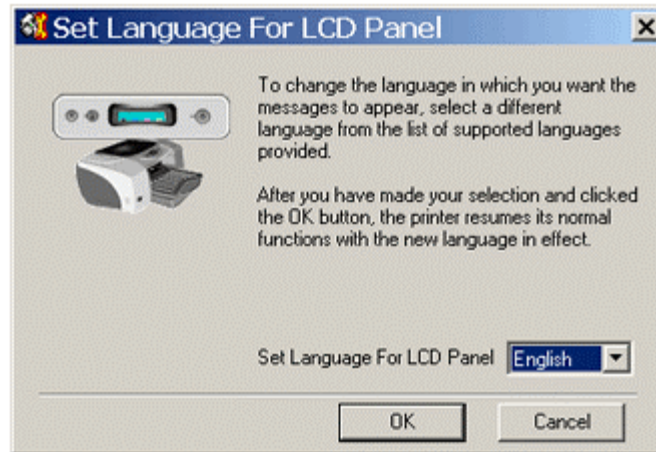 Set Language For LCD Panel
To change the language in which you want the
messages to appear, select a different
language from the list of supported languages
provided.
After you have made your selection and clicked
the OK button, the printer resumes its normal
functions with the new language in effect.
Set Language For LCD Panel English
OK Cancel